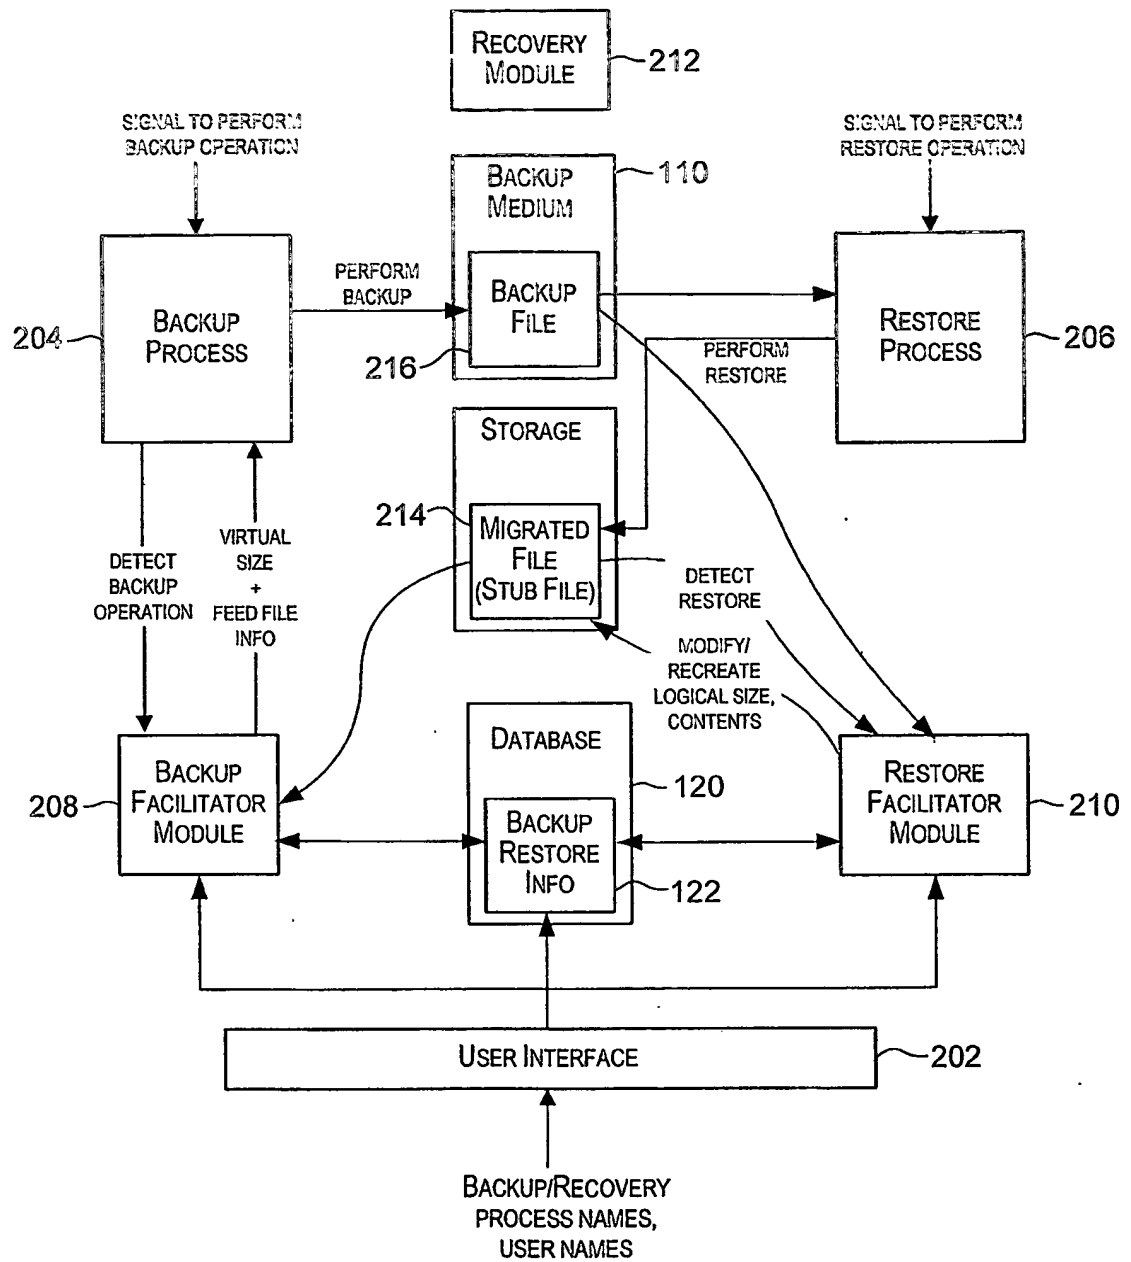 RECOVERY
MODULE
212
SIGNAL TO PERFORM
BACKUP OPERATION
SIGNAL TO PERFORM
RESTORE OPERATION
BACKUP
MEDIUM
110
PERFORM
BACKUP
BACKUP
FILE
216
204
BACKUP
PROCESS
RESTORE
PROCESS
206
PERFORM
RESTORE
STORAGE
214
MIGRATED
FILE
(STUB FILE)
DETECT
BACKUP
OPERATION
VIRTUAL
SIZE
+
FEED FILE
INFO
DETECT
RESTORE
MODIFY/
RECREATE
LOGICAL SIZE,
CONTENTS
DATABASE
120
208
BACKUP
FACILITATOR
MODULE
BACKUP
RESTORE
INFO
122
RESTORE
FACILITATOR
MODULE
210
USER INTERFACE
202
BACKUP/RECOVERY
PROCESS NAMES,
USER NAMES